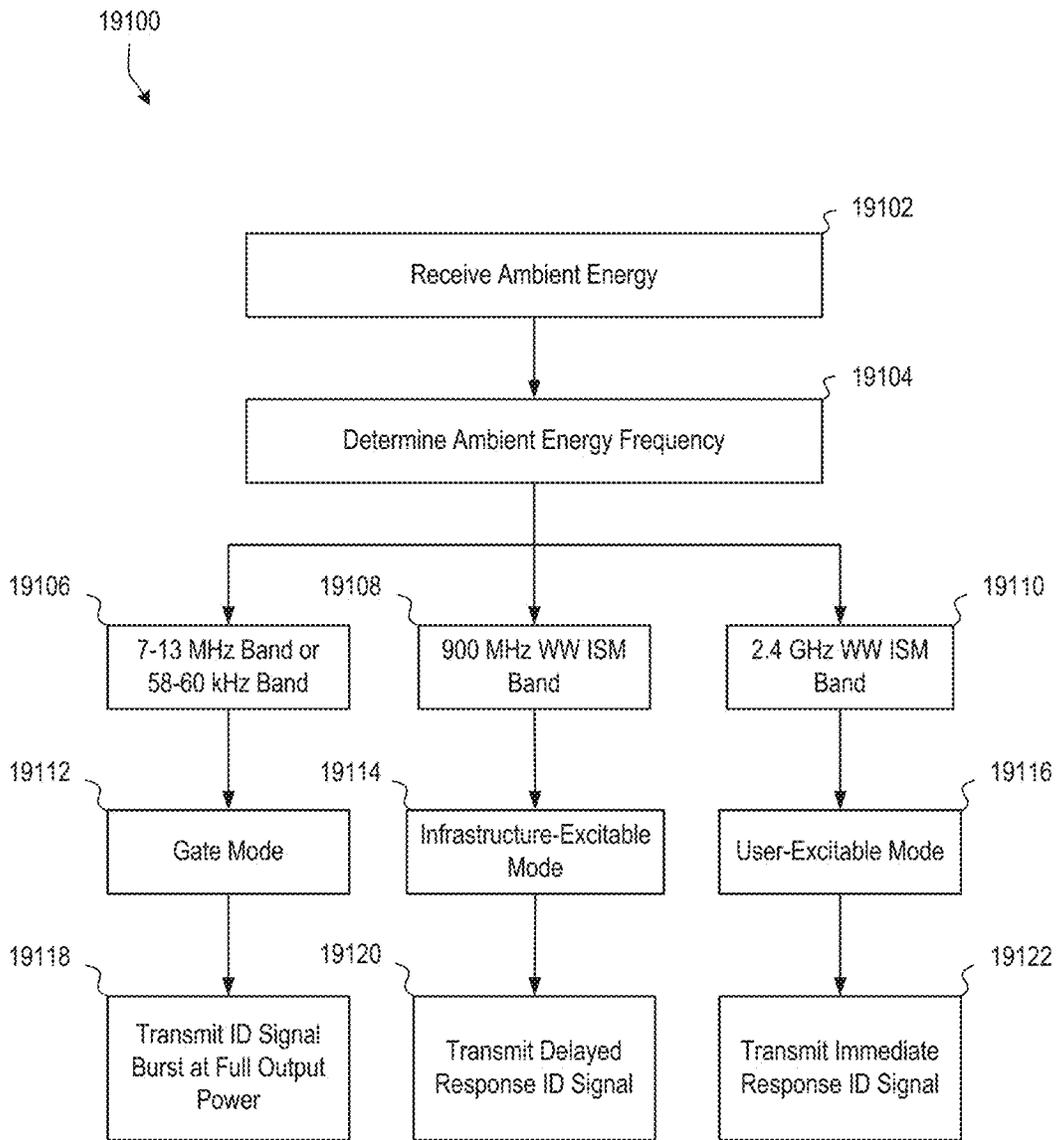 19100
19102
Receive Ambient Energy
19104
Determine Ambient Energy Frequency
19106
19108
19110
7-13 MHz Band or
58-60 kHz Band
900 MHz WW ISM
Band
2.4 GHz WW ISM
Band
19112
19114
19116
Gate Mode
Infrastructure-Excitable
Mode
User-Excitable Mode
19118
19120
19122
Transmit ID Signal
Burst at Full Output
Power
Transmit Delayed
Response ID Signal
Transmit Immediate
Response ID Signal